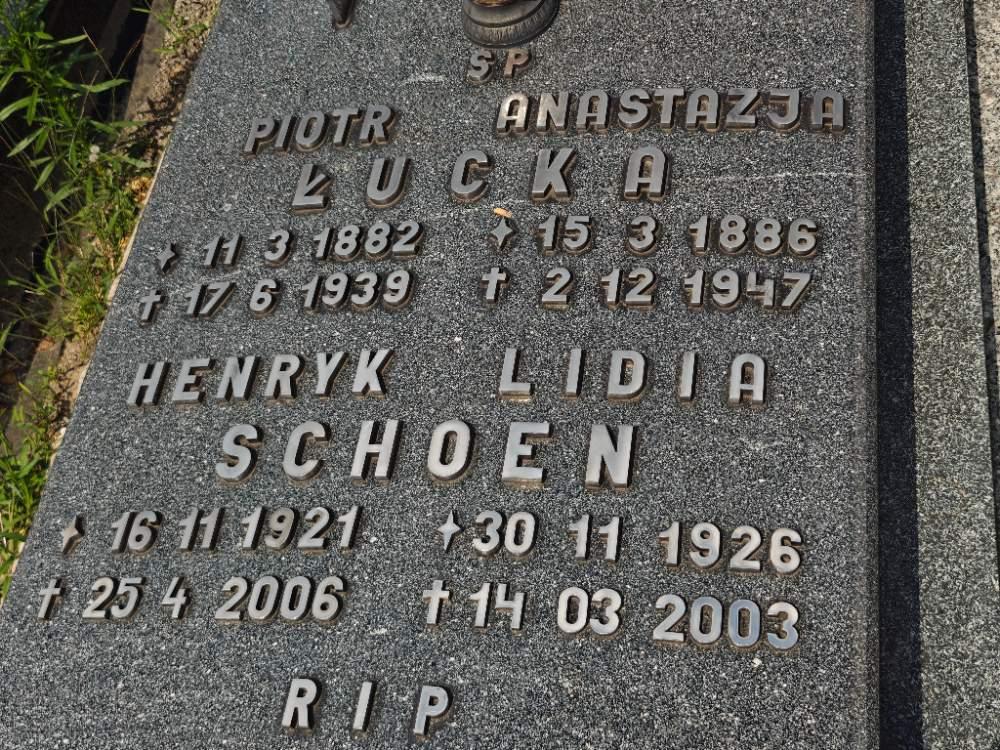 SP
PIOTR ANASTAZJA
ŁUCKA
✦ 11 3 1882 ✦ 15 3 1886
✝ 17 6 1939 ✝ 2 12 1947
HENRYK LIDIA
SCHOEN
✦ 16 11 1921 ✦ 30 11 1926
✝ 25 4 2006 ✝ 14 03 2003
RIP